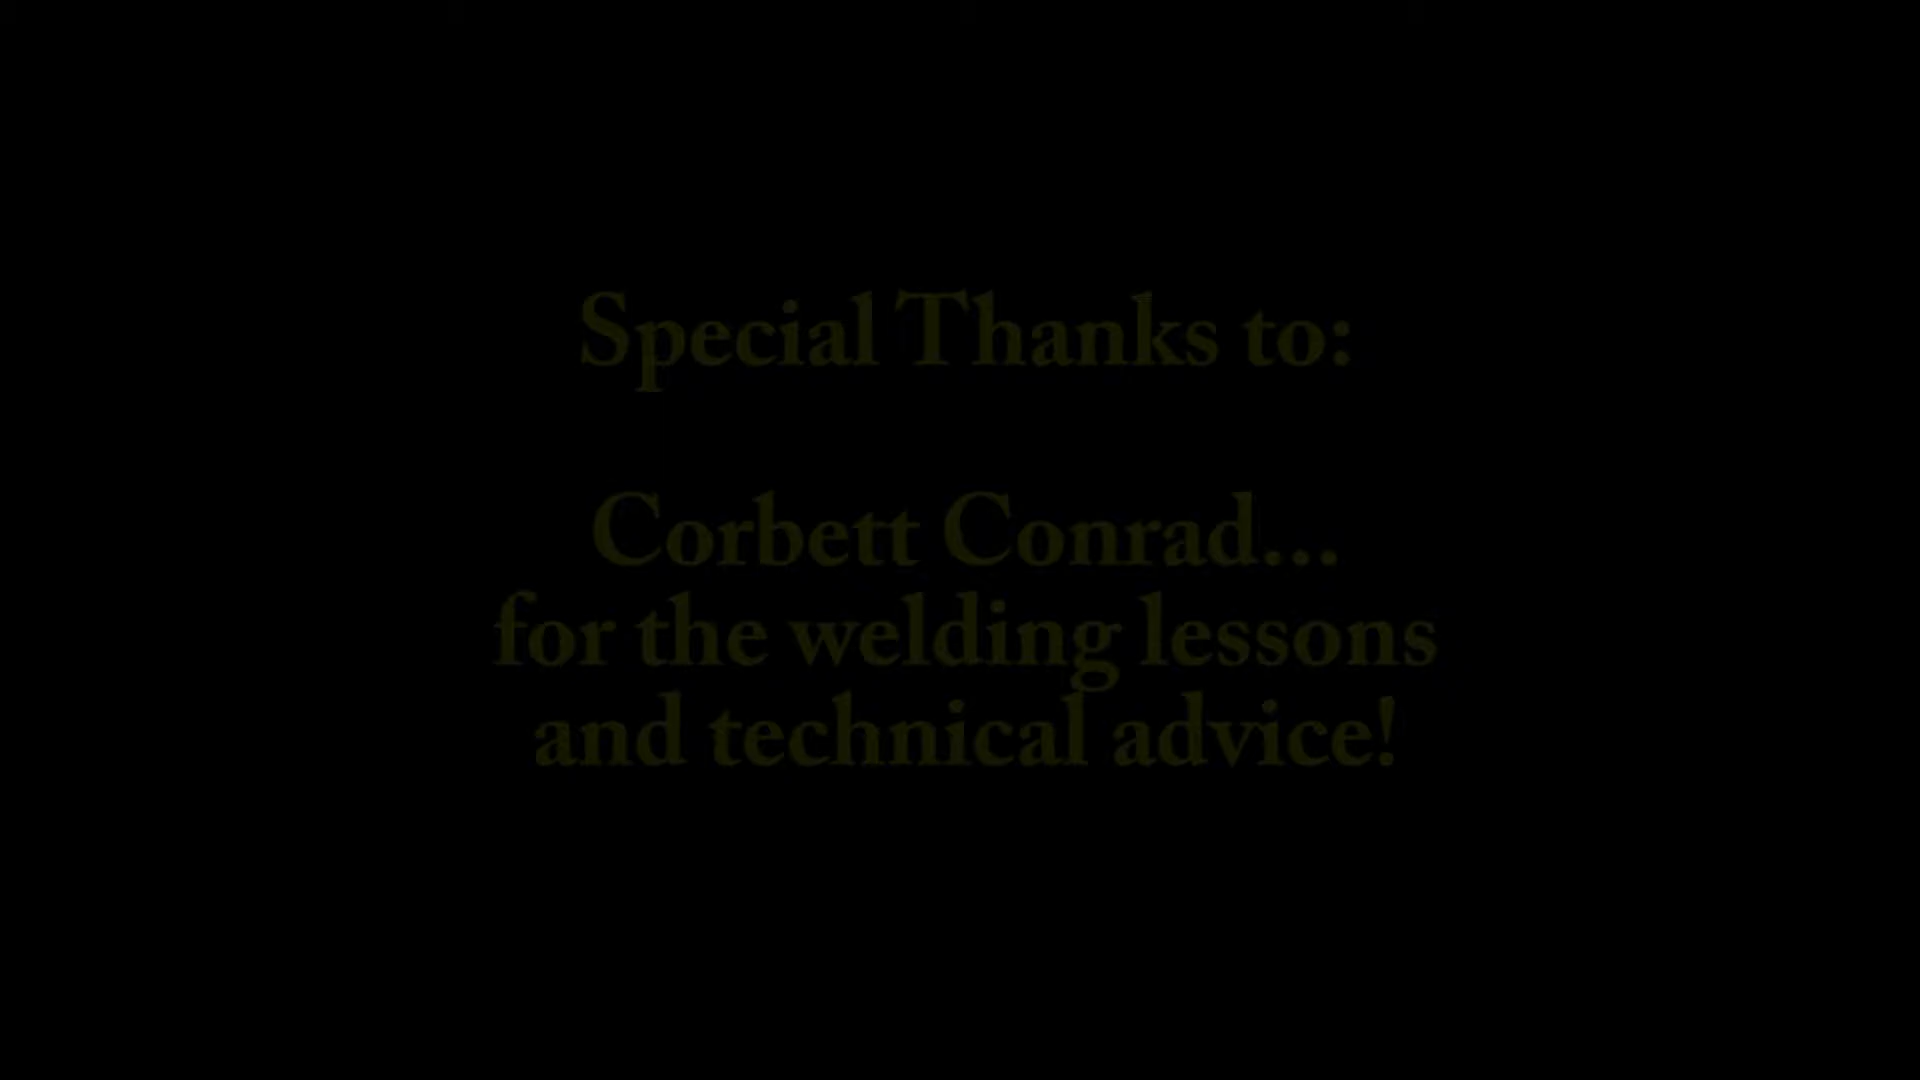 Special Thanks to:
Corbett Conrad...
for the welding lessons
and technical advice!